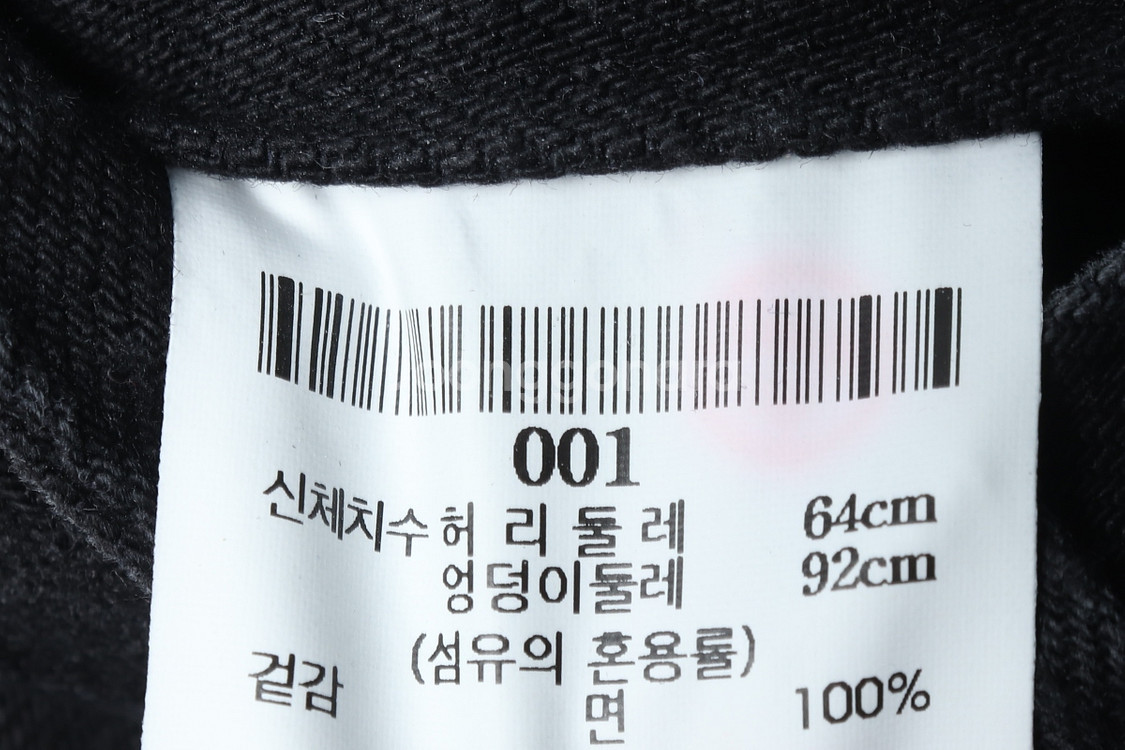 001
신체치수 허 리 둘 레 64cm
엉덩이둘레 92cm
(섬유의 혼용률)
겉감 면 100%